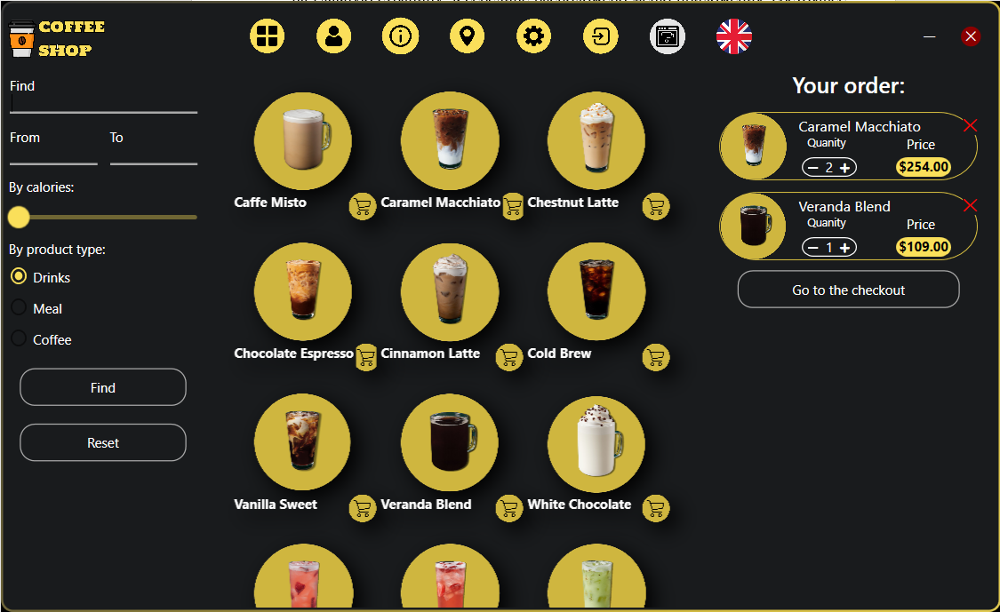 COFFEE
SHOP
Find
From To
By calories:
By product type:
Drinks
Meal
Coffee
Find
Reset
Caffe Misto
Caramel Macchiato
Chestnut Latte
Chocolate Espresso
Cinnamon Latte
Cold Brew
Vanilla Sweet
Veranda Blend
White Chocolate
Your order:
Caramel Macchiato
Quanity Price
2 $254.00
Veranda Blend
Quanity Price
1 $109.00
Go to the checkout